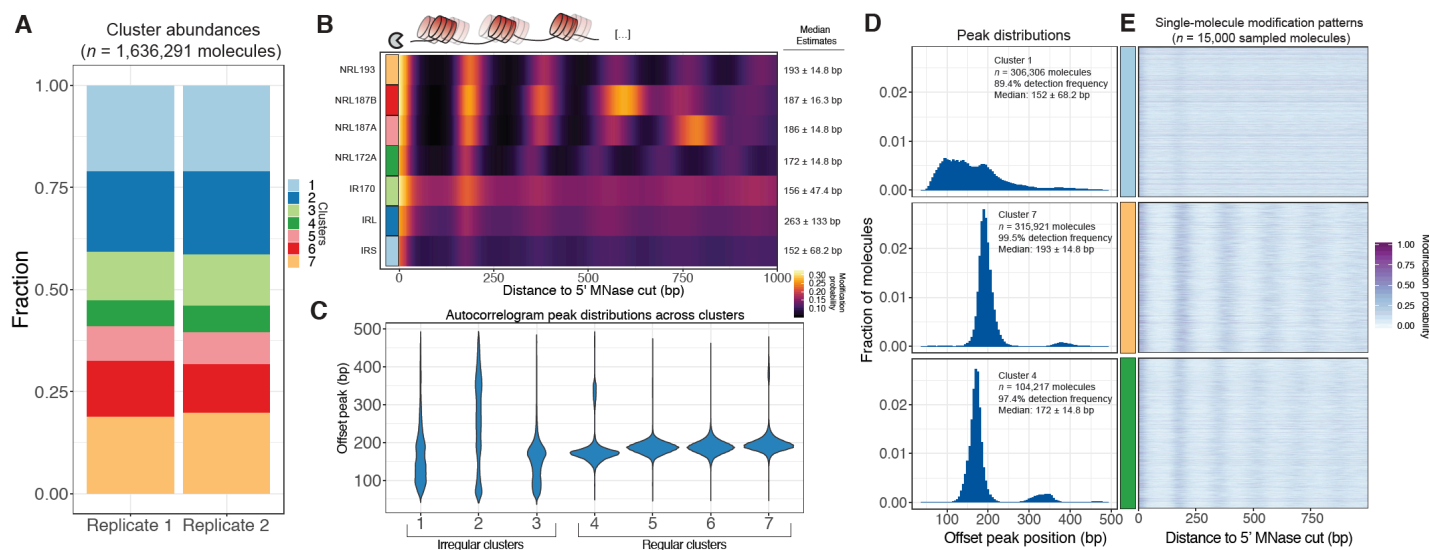 A
Cluster abundances
(n = 1,636,291 molecules)
1.00
0.75
0.50
0.25
0.00
Fraction
Replicate 1
Replicate 2
1
2
3
4
5
6
7
Clusters
B
[...]
Median
Estimates
NRL193
193 ± 14.8 bp
NRL187B
187 ± 16.3 bp
NRL187A
186 ± 14.8 bp
NRL172A
172 ± 14.8 bp
IR170
156 ± 47.4 bp
IRL
263 ± 133 bp
IRS
152 ± 68.2 bp
0
250
500
750
1000
Distance to 5' MNase cut (bp)
0.30
0.25
0.20
0.15
0.10
Modification
probability
C
Autocorrelogram peak distributions across clusters
500
400
300
200
100
Offset peak (bp)
1
2
3
4
5
6
7
Irregular clusters
Regular clusters
D
Peak distributions
Cluster 1
n = 306,306 molecules
89.4% detection frequency
Median: 152 ± 68.2 bp
0.02
0.01
0.00
Cluster 7
n = 315,921 molecules
99.5% detection frequency
Median: 193 ± 14.8 bp
0.02
0.01
0.00
Cluster 4
n = 104,217 molecules
97.4% detection frequency
Median: 172 ± 14.8 bp
0.02
0.01
0.00
Fraction of molecules
100
200
300
400
500
Offset peak position (bp)
E
Single-molecule modification patterns
(n = 15,000 sampled molecules)
0
250
500
750
Distance to 5' MNase cut (bp)
1.00
0.75
0.50
0.25
0.00
Modification probability